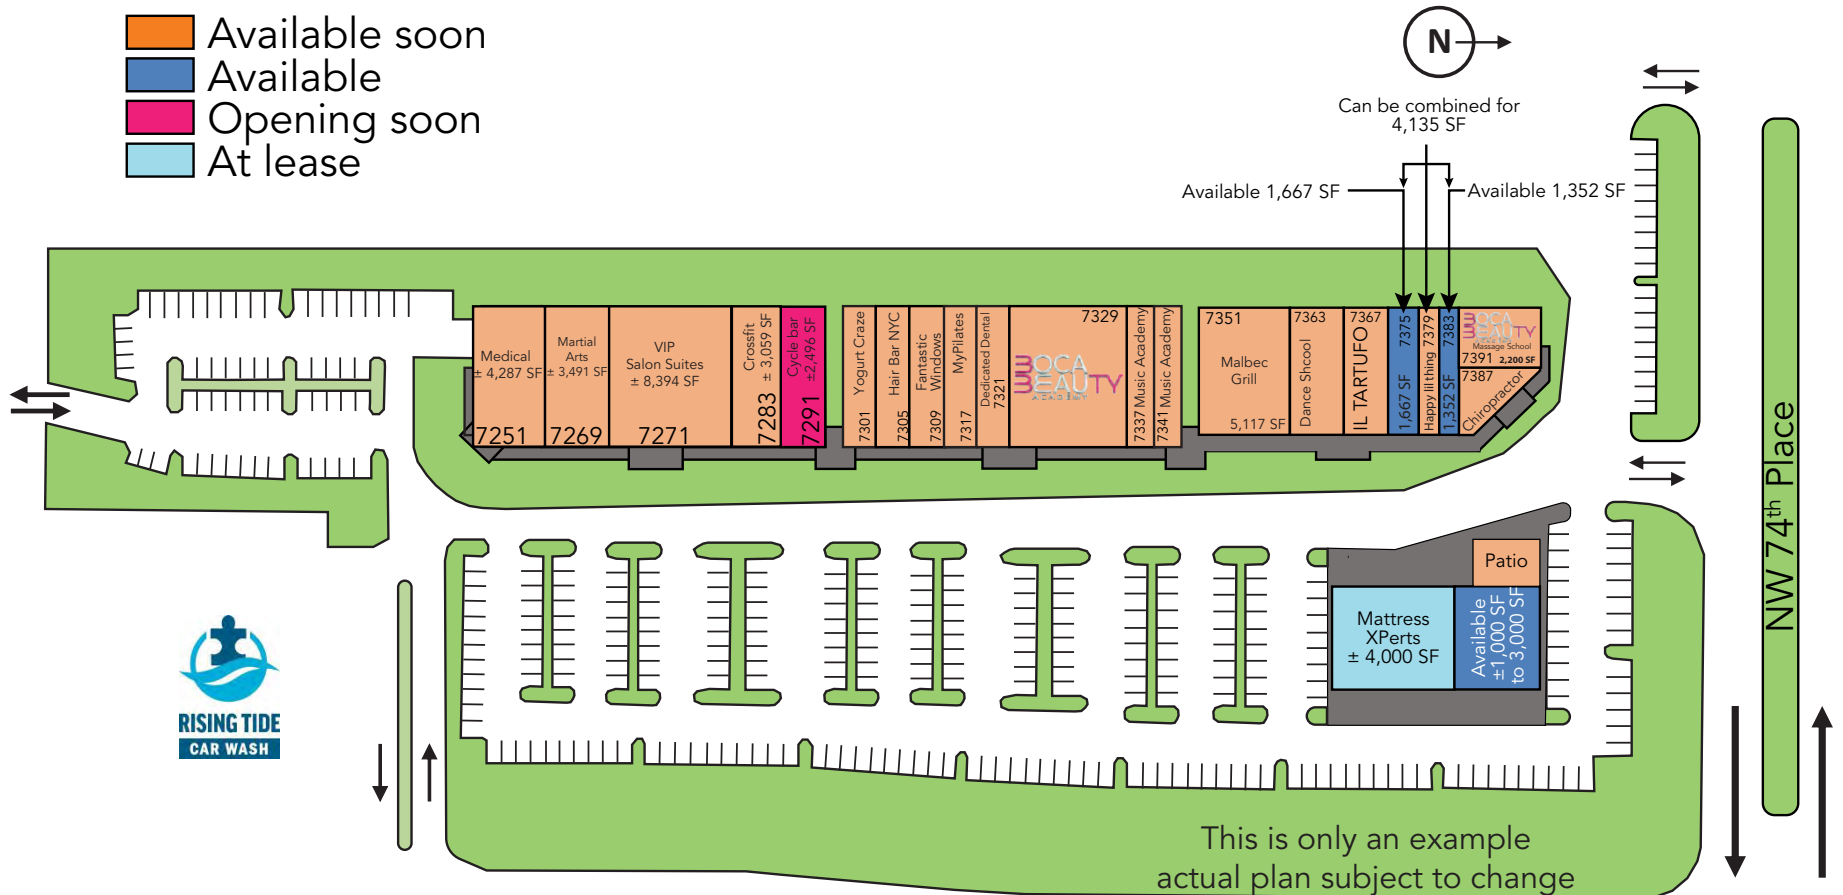 Available soon
Available
Opening soon
At lease
N
Can be combined for
4,135 SF
Available 1,667 SF
Available 1,352 SF
Medical
± 4,287 SF
7251
Martial
Arts
± 3,491 SF
7269
VIP
Salon Suites
± 8,394 SF
7271
Crossfit
± 3,059 SF
7283
Cycle bar
±2,496 SF
7291
Yogurt Craze
7301
Hair Bar NYC
7305
Fantastic
Windows
7309
MyPilates
7317
Dedicated Dental
7321
7329
BOCA
BEAUTY
ACADEMY
7337 Music Academy
7341 Music Academy
7351
Malbec
Grill
5,117 SF
7363
Dance Shcool
7367
IL TARTUFO
7375
1,667 SF
Happy lil thing 7379
7383
1,352 SF
BOCA
BEAUTY
Massage School
7391 2,200 SF
7387
Chiropractor
Patio
Mattress
XPerts
± 4,000 SF
Available
±1,000 SF
to 3,000 SF
NW 74th Place
RISING TIDE
CAR WASH
This is only an example
actual plan subject to change